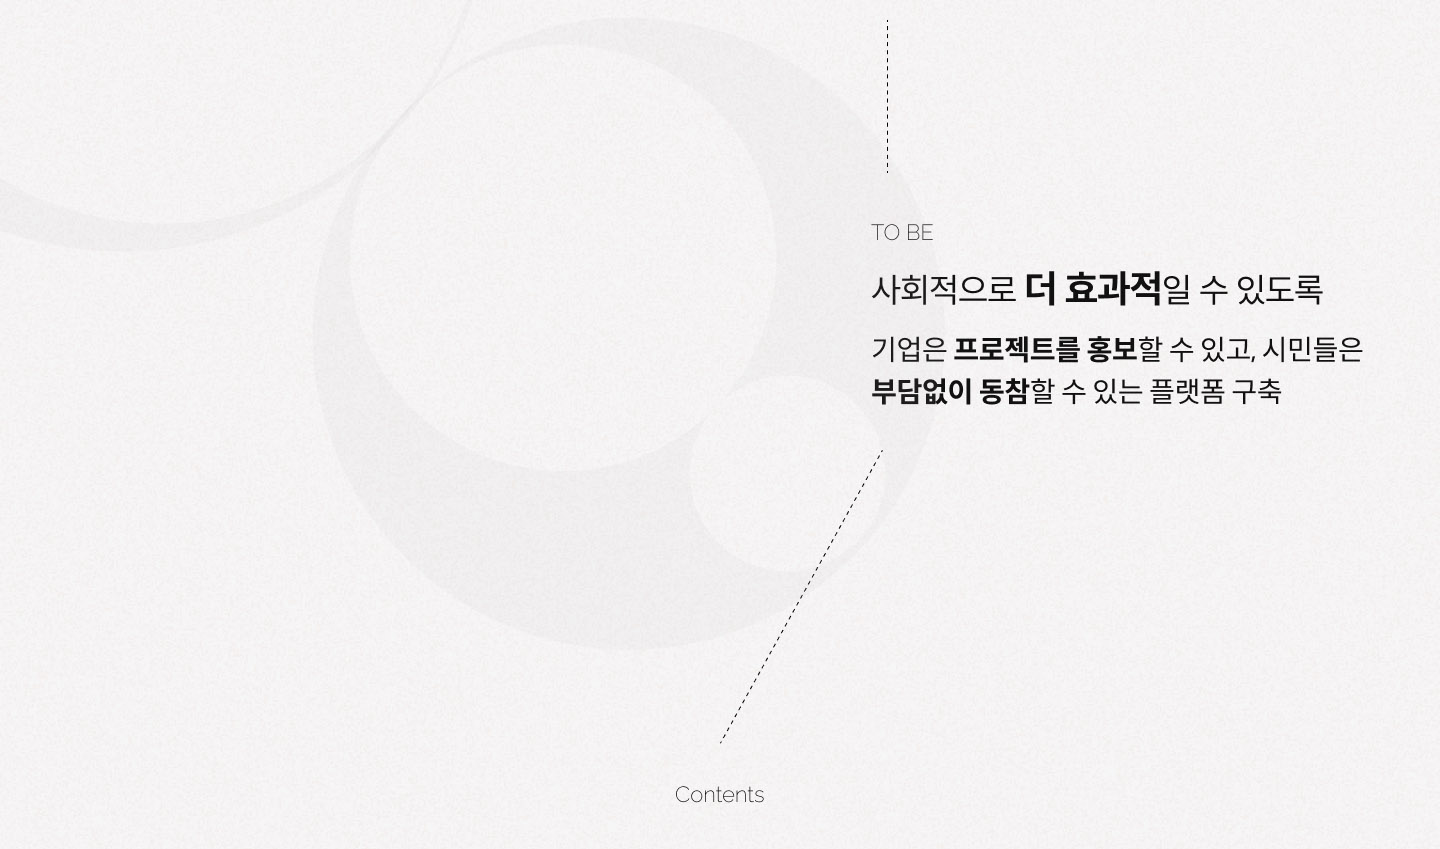 TO BE
사회적으로 더 효과적일 수 있도록
기업은 프로젝트를 홍보할 수 있고, 시민들은
부담없이 동참할 수 있는 플랫폼 구축
Contents